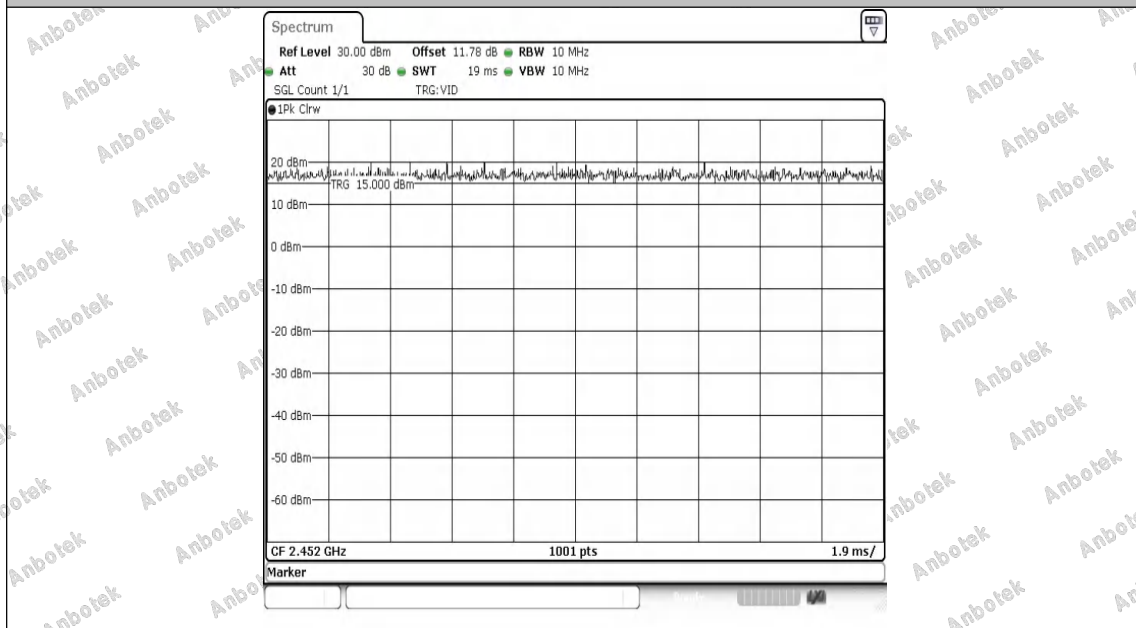 Spectrum
Ref Level 30.00 dBm Offset 11.78 dB RBW 10 MHz
Att 30 dB SWT 19 ms VBW 10 MHz
SGL Count 1/1 TRG:VID
1Pk Clrw
20 dBm
TRG 15.000 dBm
10 dBm
0 dBm
-10 dBm
-20 dBm
-30 dBm
-40 dBm
-50 dBm
-60 dBm
CF 2.452 GHz 1001 pts 1.9 ms/
Marker
Anbotek